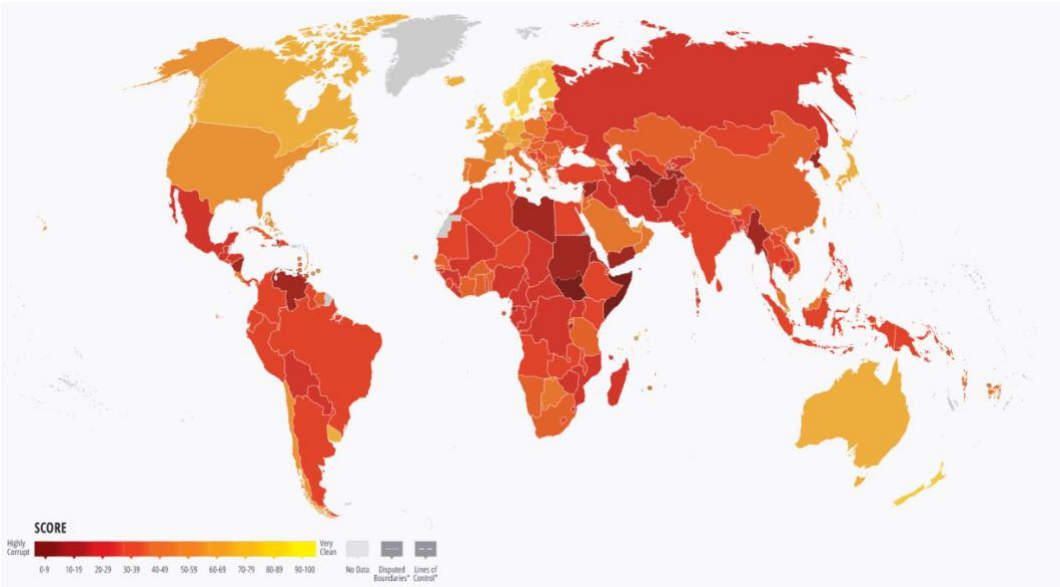 SCORE
Highly
Corrupt
Very
Clean
0-9 10-19 20-29 30-39 40-49 50-59 60-69 70-79 80-89 90-100
No Data
Disputed
Boundaries*
Lines of
Control*